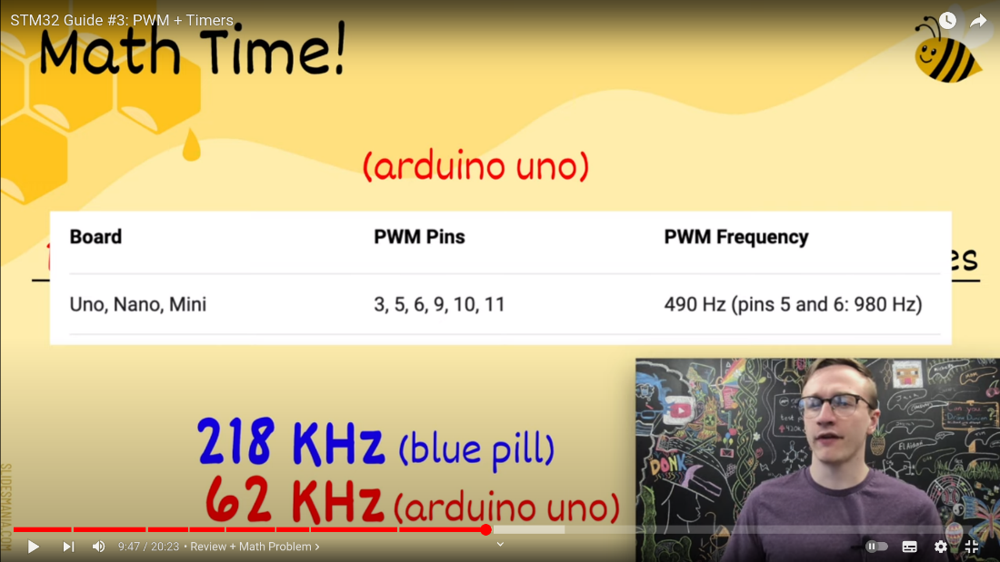 STM32 Guide #3: PWM + Timers
Math Time!
(arduino uno)
Board PWM Pins PWM Frequency
es
Uno, Nano, Mini 3, 5, 6, 9, 10, 11 490 Hz (pins 5 and 6: 980 Hz)
218 KHz (blue pill)
62 KHz (arduino uno)
DONK
SLIDESMANIA.COM
9:47 / 20:23 • Review + Math Problem >